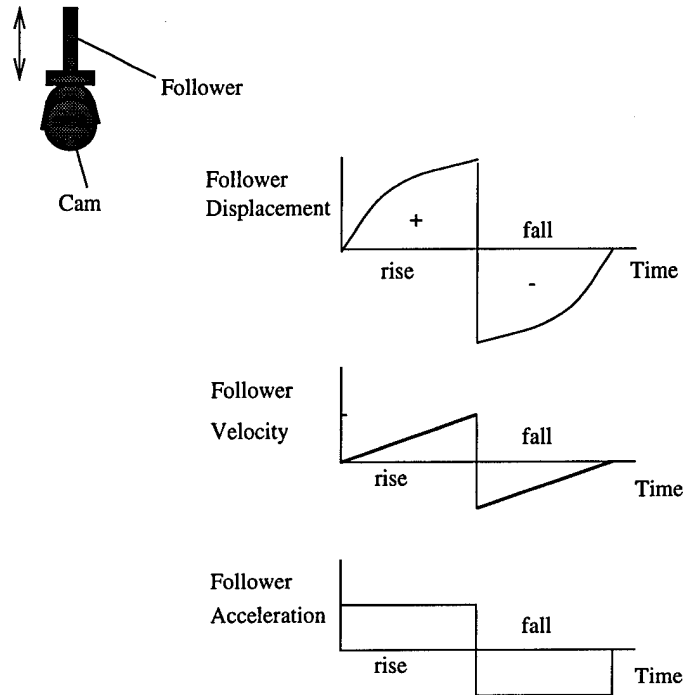 Follower
Cam
Follower
Displacement
+
fall
rise
Time
-
Follower
Velocity
-
fall
rise
Time
Follower
Acceleration
fall
rise
Time